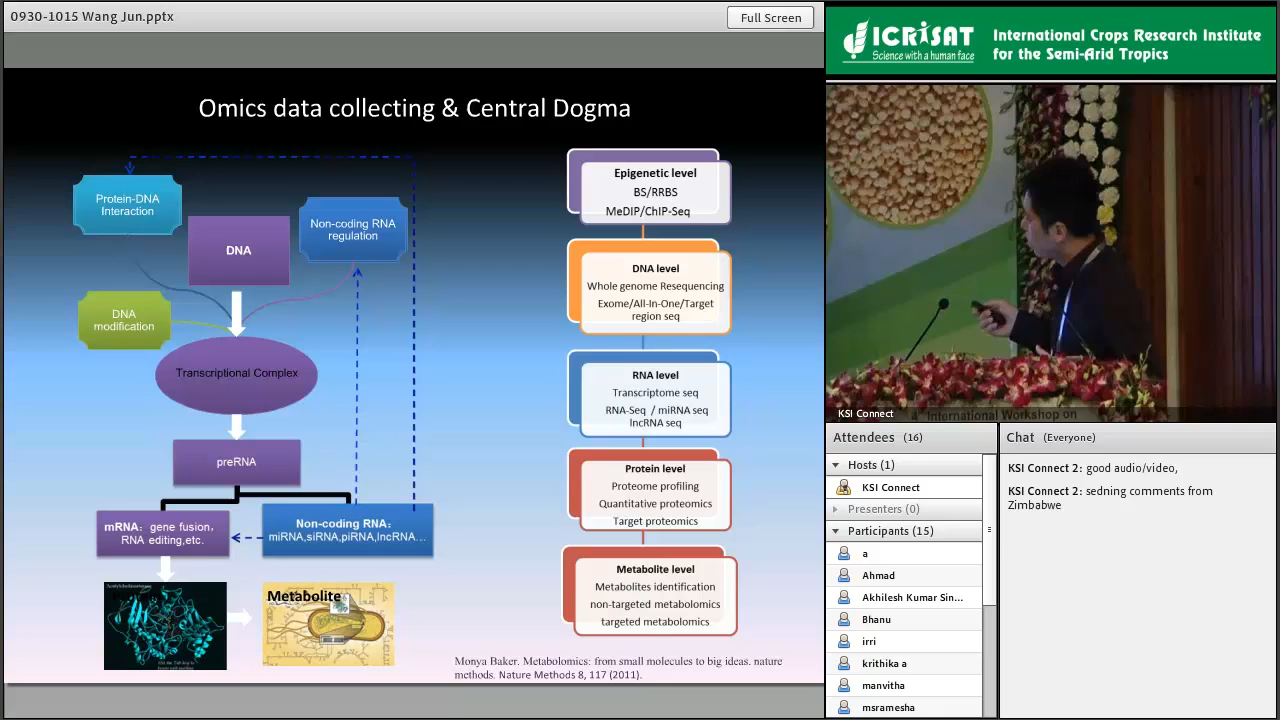 0930-1015 Wang Jun.pptx
Full Screen
Omics data collecting & Central Dogma
Protein-DNA
Interaction
DNA
Non-coding RNA
regulation
DNA
modification
Transcriptional Complex
preRNA
mRNA：gene fusion，
RNA editing,etc.
Non-coding RNA：
miRNA,siRNA,piRNA,lncRNA…
Metabolite
Epigenetic level
BS/RRBS
MeDIP/ChIP-Seq
DNA level
Whole genome Resequencing
Exome/All-In-One/Target
region seq
RNA level
Transcriptome seq
RNA-Seq / miRNA seq
lncRNA seq
Protein level
Proteome profiling
Quantitative proteomics
Target proteomics
Metabolite level
Metabolites identification
non-targeted metabolomics
targeted metabolomics
Monya Baker. Metabolomics: from small molecules to big ideas. nature
methods. Nature Methods 8, 117 (2011).
ICRISAT
Science with a human face
International Crops Research Institute
for the Semi-Arid Tropics
International Workshop on
KSI Connect
Attendees (16)
Hosts (1)
KSI Connect
Presenters (0)
Participants (15)
a
Ahmad
Akhilesh Kumar Sin...
Bhanu
irri
krithika a
manvitha
msramesha
Chat (Everyone)
KSI Connect 2: good audio/video,
KSI Connect 2: sedning comments from
Zimbabwe